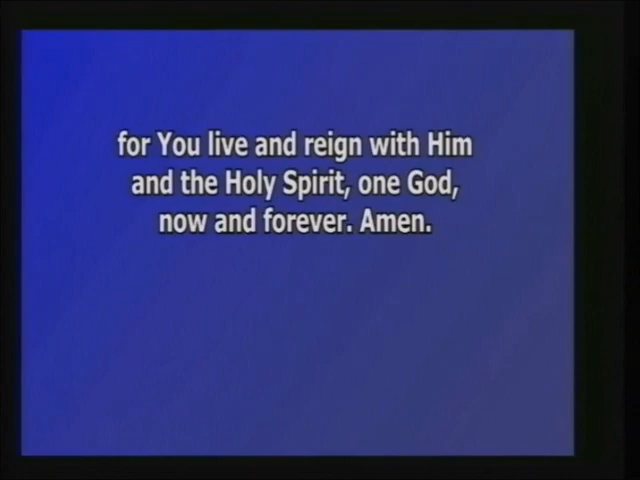 for You live and reign with Him
and the Holy Spirit, one God,
now and forever. Amen.